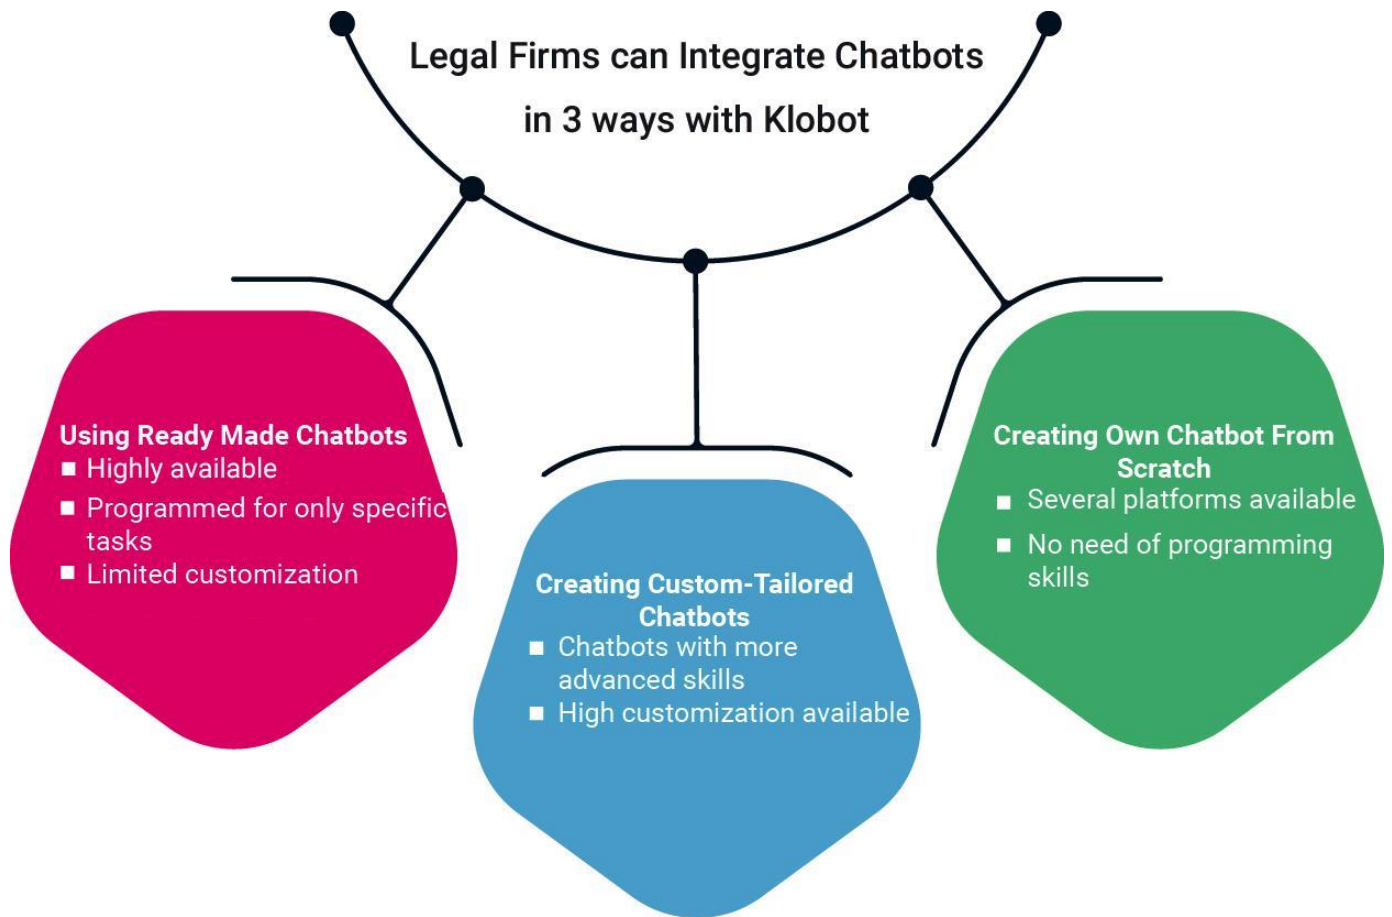 Legal Firms can Integrate Chatbots
in 3 ways with Klobot
Using Ready Made Chatbots
Highly available
Programmed for only specific
tasks
Limited customization
Creating Custom-Tailored
Chatbots
Chatbots with more
advanced skills
High customization available
Creating Own Chatbot From
Scratch
Several platforms available
No need of programming
skills